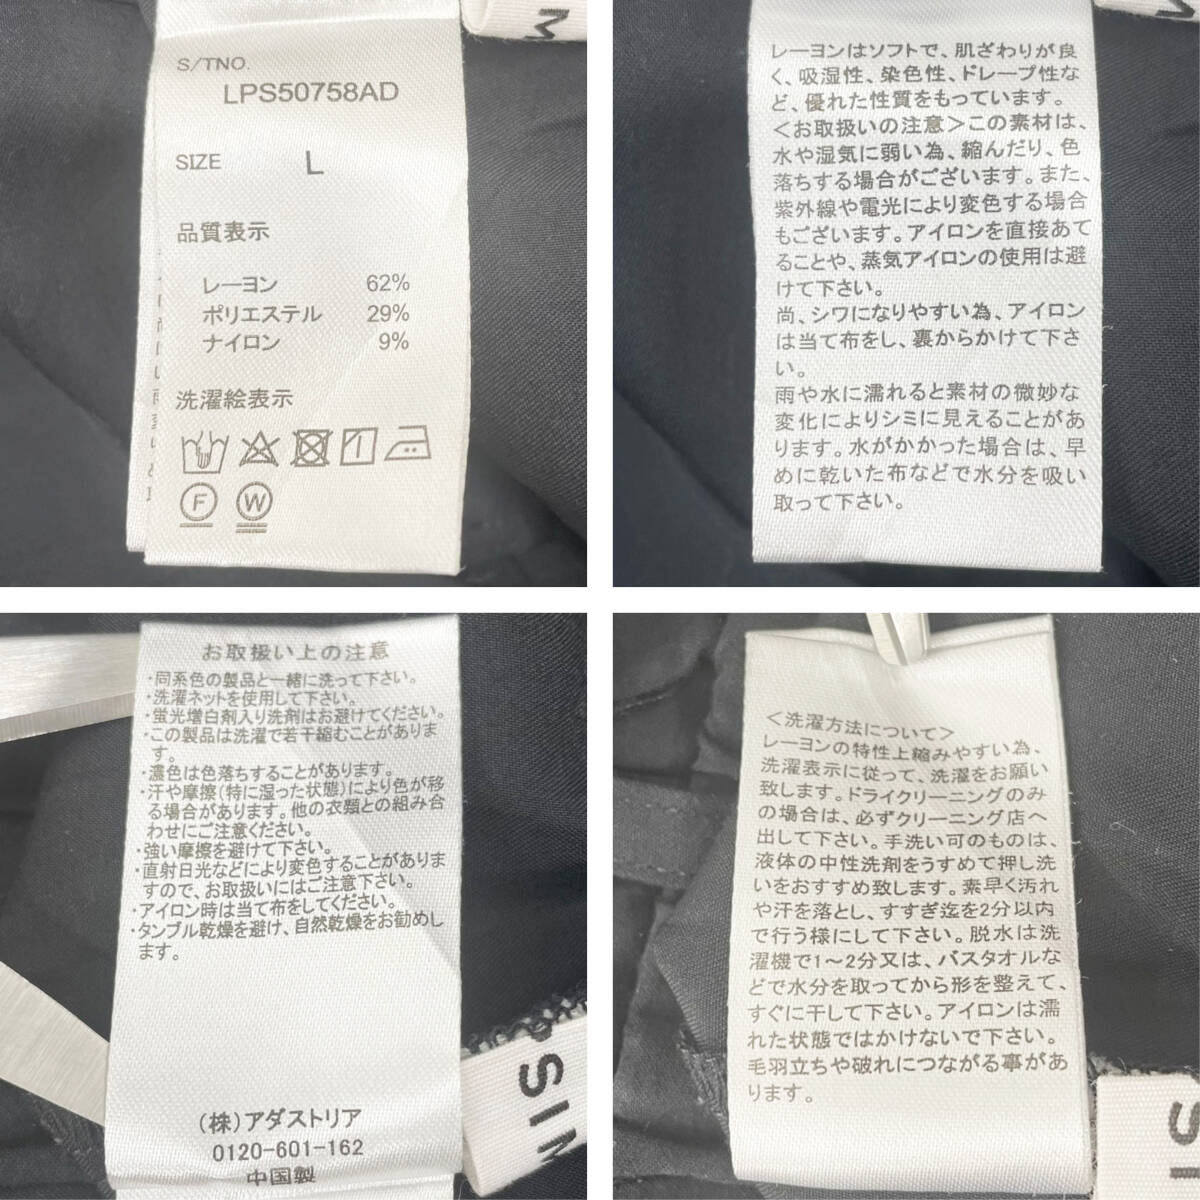 S/TNO.
LPS50758AD
SIZE L
品質表示
レーヨン 62%
ポリエステル 29%
ナイロン 9%
洗濯絵表示
F W
M
レーヨンはソフトで、肌ざわりが良
く、吸湿性、染色性、ドレープ性な
ど、優れた性質をもっています。
＜お取扱いの注意＞この素材は、
水や湿気に弱い為、縮んだり、色
落ちする場合がございます。また、
紫外線や電光により変色する場合
もございます。アイロンを直接あて
ることや、蒸気アイロンの使用は避
けて下さい。
尚、シワになりやすい為、アイロン
は当て布をし、裏からかけて下さ
い。
雨や水に濡れると素材の微妙な
変化によりシミに見えることがあ
ります。水がかかった場合は、早
めに乾いた布などで水分を吸い
取って下さい。
M
お取扱い上の注意
・同系色の製品と一緒に洗って下さい。
・洗濯ネットを使用して下さい。
・蛍光増白剤入り洗剤はお避けてください。
・この製品は洗濯で若干縮むことがありま
す。
・濃色は色落ちすることがあります。
・汗や摩擦(特に湿った状態)により色が移
る場合があります。他の衣類との組み合
わせにご注意ください。
・強い摩擦を避けて下さい。
・直射日光などにより変色することがありま
すので、お取扱いにはご注意下さい。
・アイロン時は当て布をしてください。
・タンブル乾燥を避け、自然乾燥をお勧めし
ます。
(株)アダストリア
0120-601-162
中国製
PSIM
＜洗濯方法について＞
レーヨンの特性上縮みやすい為、
洗濯表示に従って、洗濯をお願い
致します。ドライクリーニングのみ
の場合は、必ずクリーニング店へ
出して下さい。手洗い可のものは、
液体の中性洗剤をうすめて押し洗
いをおすすめ致します。素早く汚れ
や汗を落とし、すすぎ迄を2分以内
で行う様にして下さい。脱水は洗
濯機で1～2分又は、バスタオルな
どで水分を取ってから形を整えて、
すぐに干して下さい。アイロンは濡
れた状態ではかけないで下さい。
毛羽立ちや破れにつながる事があ
ります。
SI